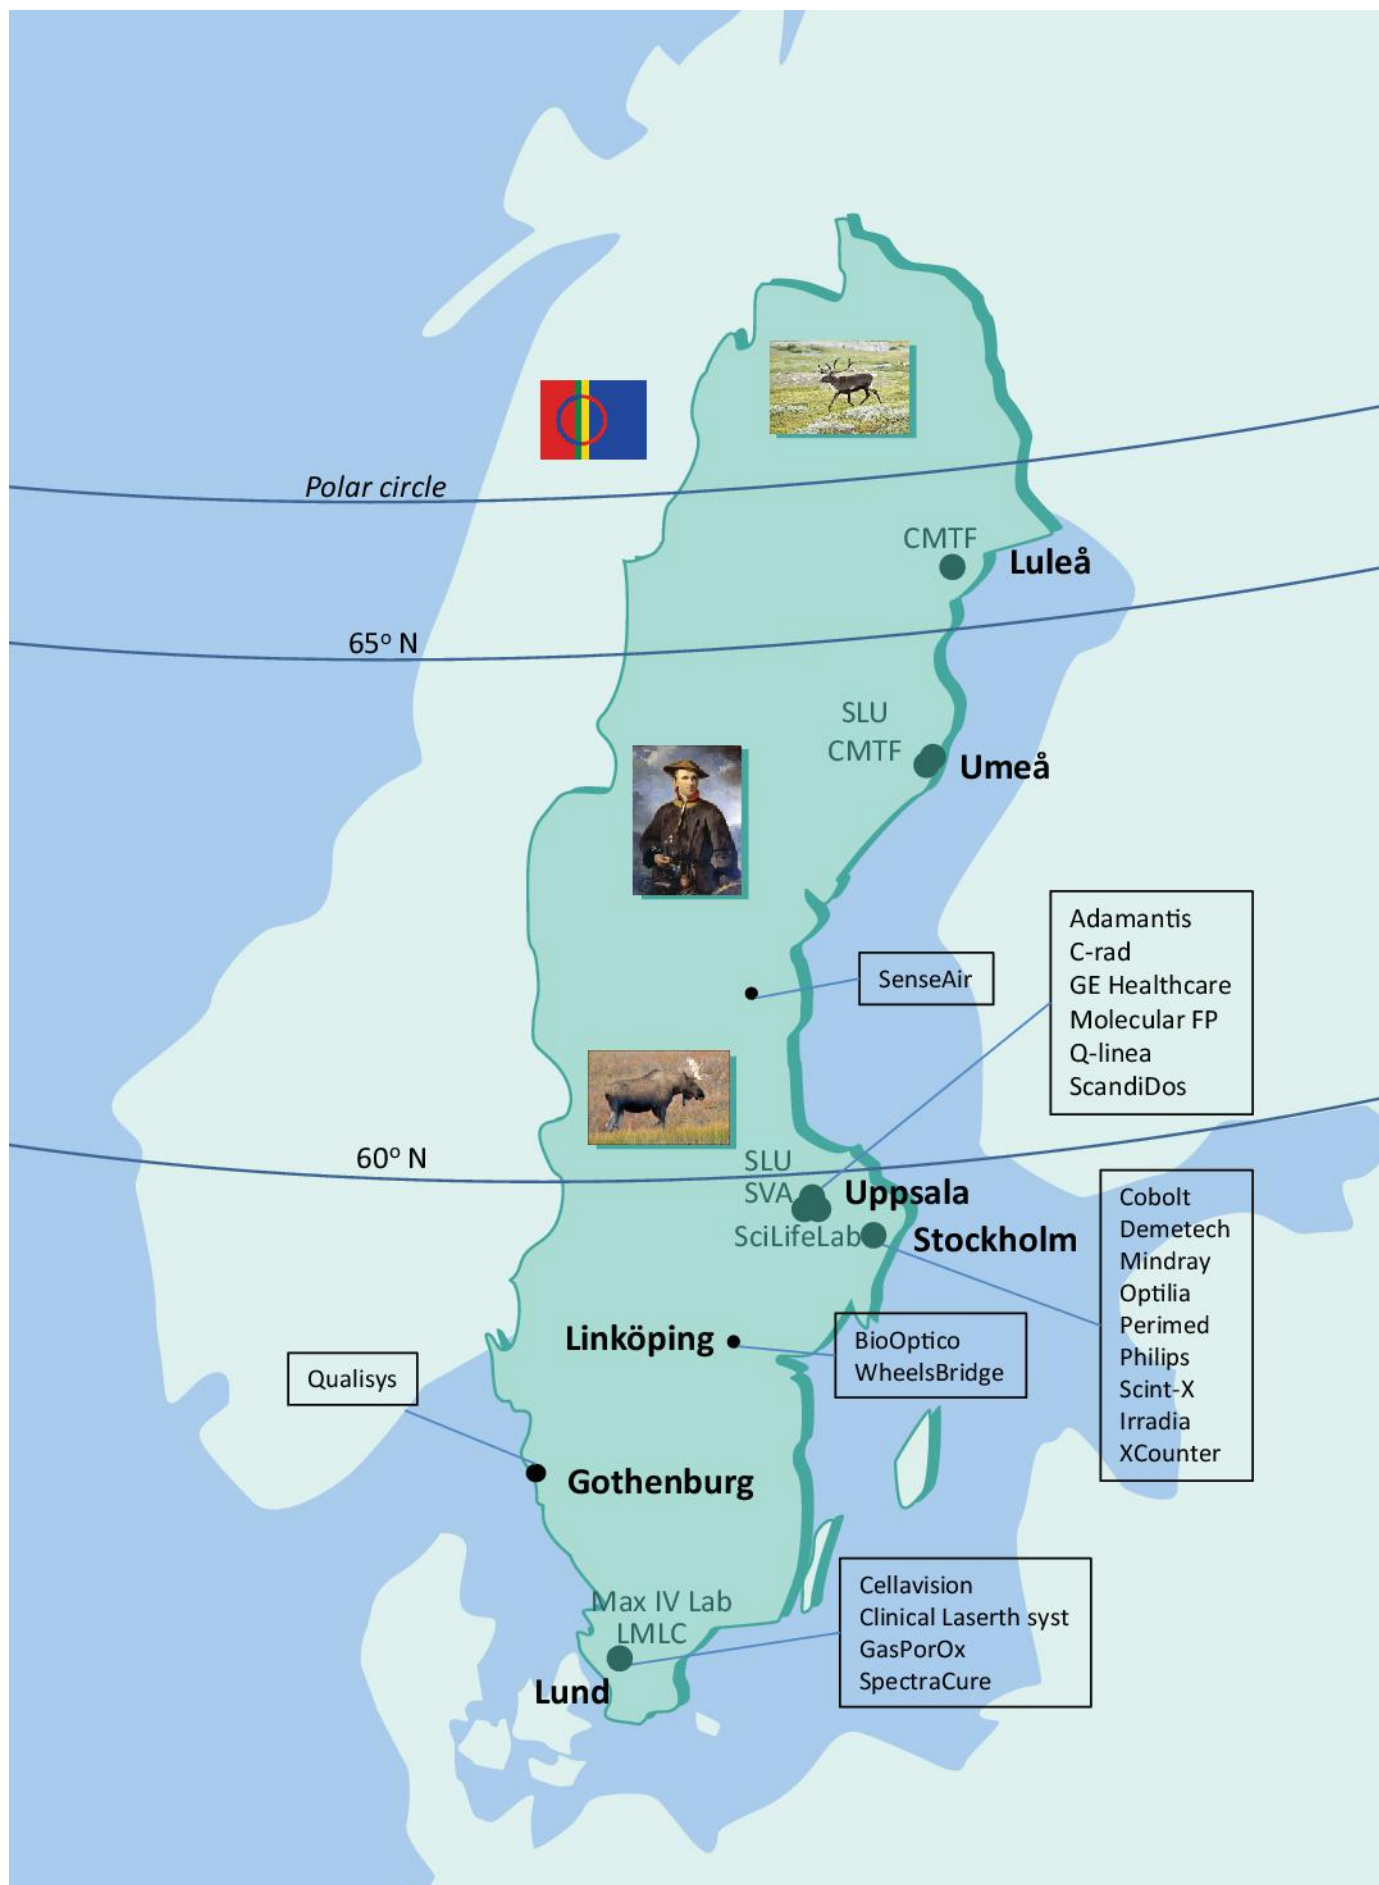 Polar circle
CMTF
Luleå
65° N
SLU
CMTF
Umeå
Adamantis
C-rad
GE Healthcare
Molecular FP
Q-linea
ScandiDos
SenseAir
60° N
SLU
SVA
Uppsala
SciLifeLab
Stockholm
Cobolt
Demetech
Mindray
Optilia
Perimed
Philips
Scint-X
Irradia
XCounter
Linköping
BioOptico
WheelsBridge
Qualisys
Gothenburg
Max IV Lab
LMLC
Lund
Cellavision
Clinical Laserth syst
GasPorOx
SpectraCure